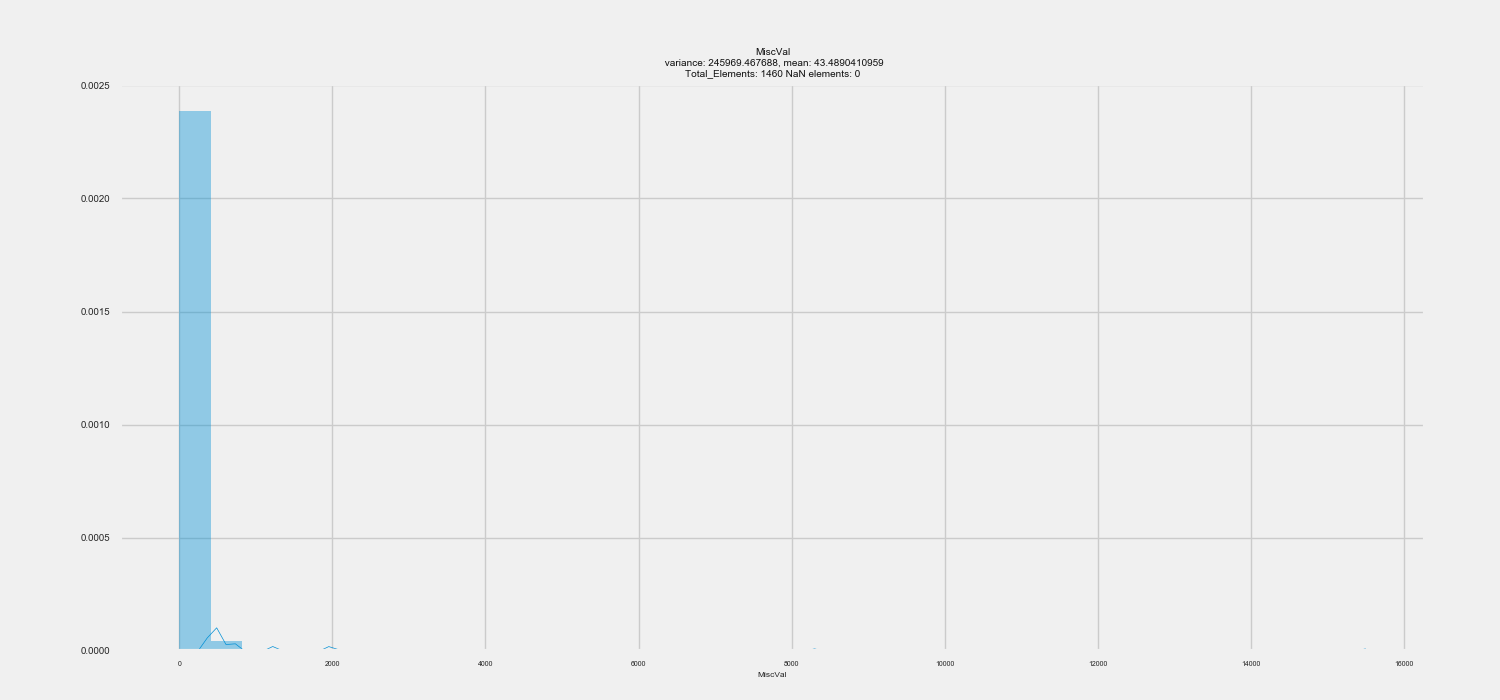 MiscVal
variance: 245969.467688, mean: 43.4890410959
Total_Elements: 1460 NaN elements: 0
0.0025
0.0020
0.0015
0.0010
0.0005
0.0000
0 2000 4000 6000 8000 10000 12000 14000 16000
MiscVal